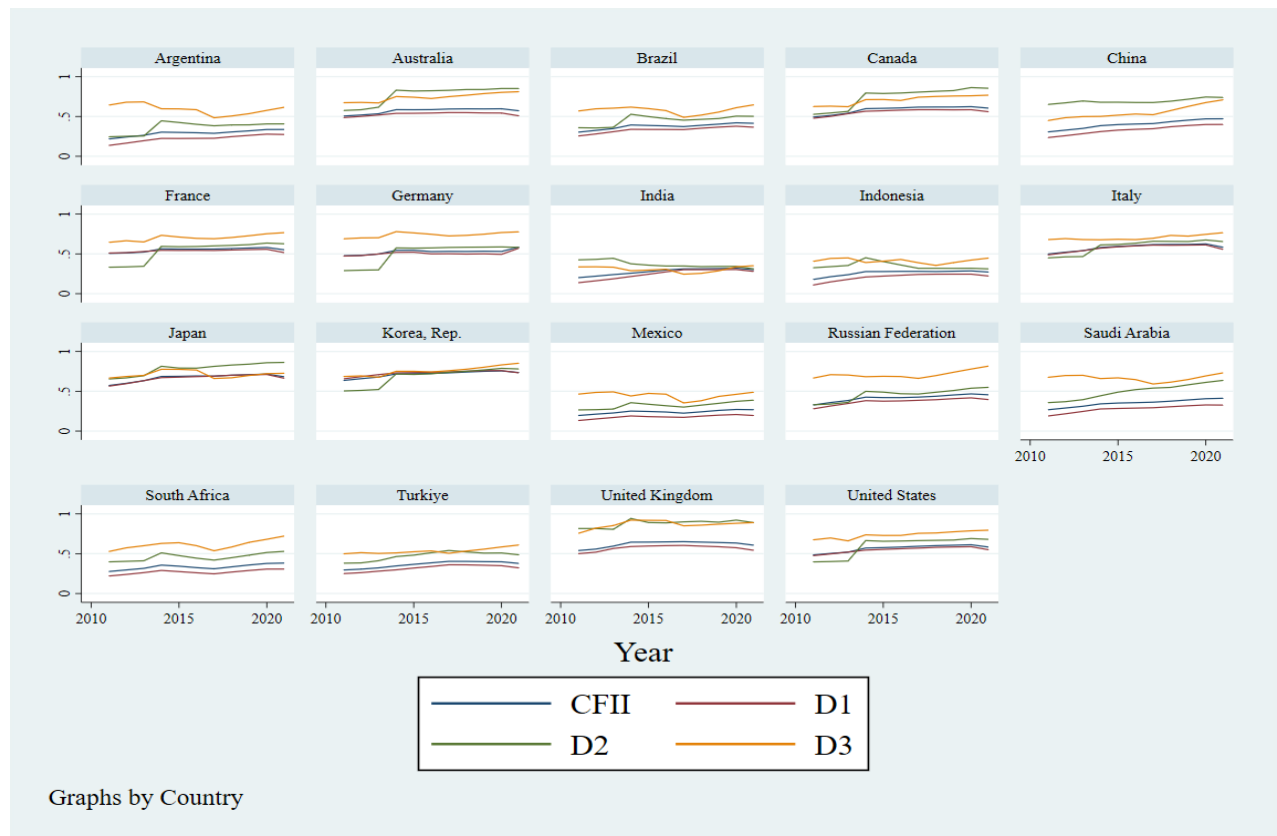 Argentina Australia Brazil Canada China
1
.5
0
France Germany India Indonesia Italy
1
.5
0
Japan Korea, Rep. Mexico Russian Federation Saudi Arabia
1
.5
0
2010 2015 2020
South Africa Turkiye United Kingdom United States
1
.5
0
2010 2015 2020 2010 2015 2020 2010 2015 2020 2010 2015 2020
Year
CFII D1
D2 D3
Graphs by Country